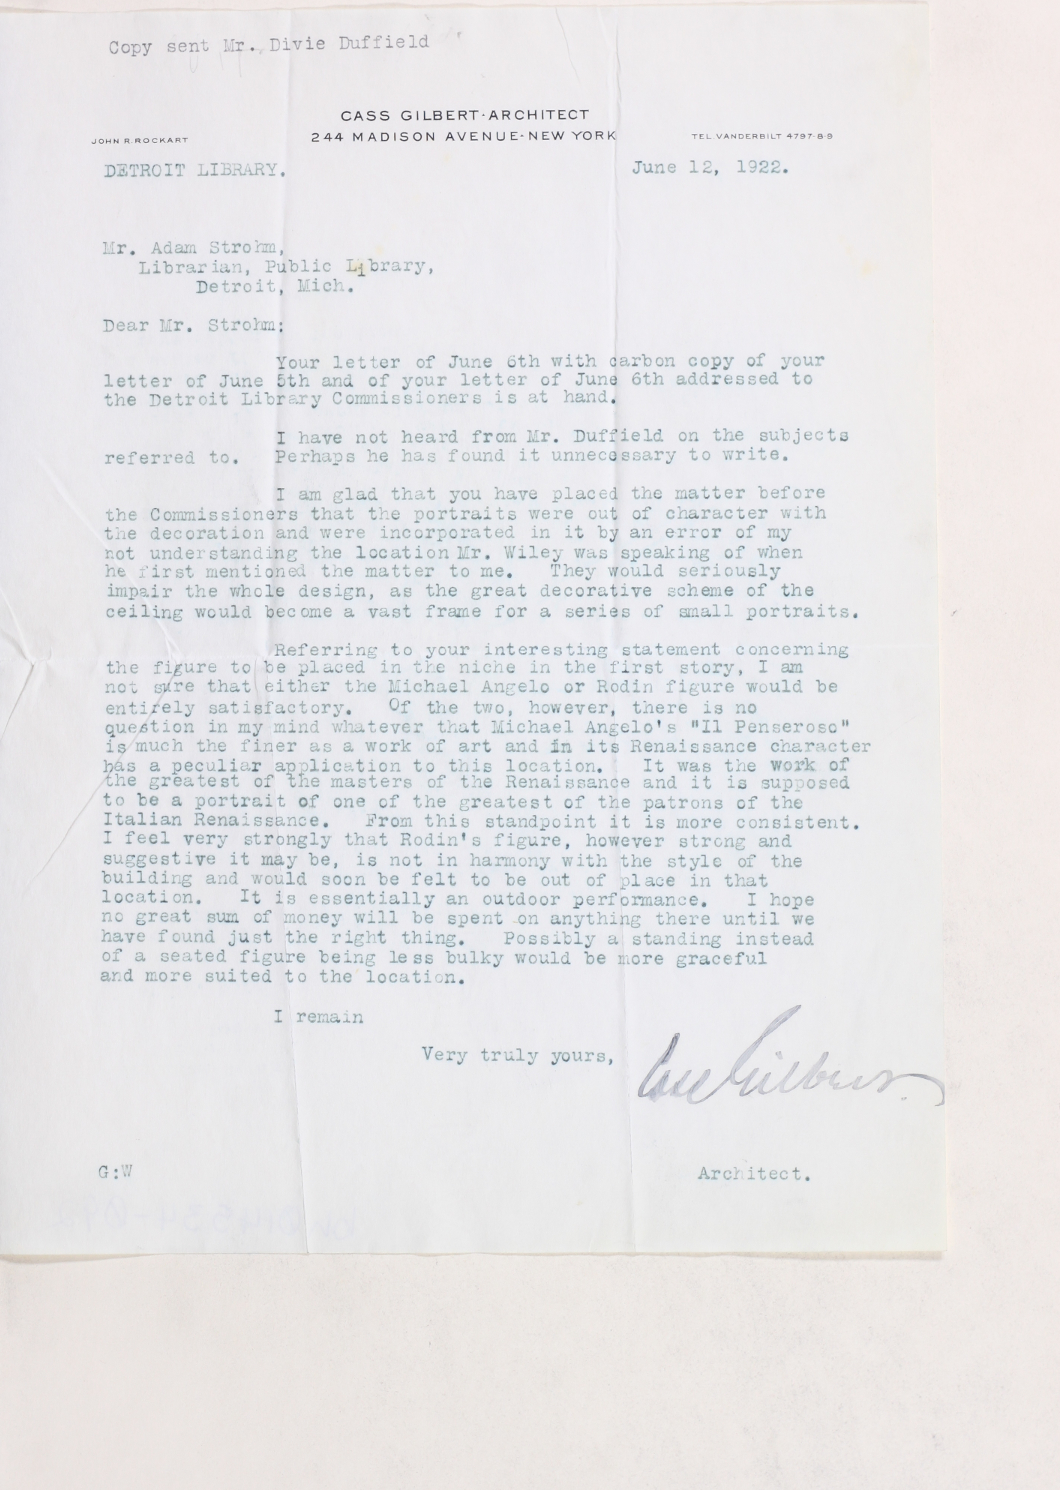 Copy sent Mr. Divie Duffield
CASS GILBERT·ARCHITECT
JOHN R. ROCKART
244 MADISON AVENUE·NEW YORK
TEL. VANDERBILT 4797-8-9
DETROIT LIBRARY.
June 12, 1922.
Mr. Adam Strohm,
Librarian, Public Library,
Detroit, Mich.
Dear Mr. Strohm:
Your letter of June 6th with carbon copy of your
letter of June 5th and of your letter of June 6th addressed to
the Detroit Library Commissioners is at hand.
I have not heard from Mr. Duffield on the subjects
referred to. Perhaps he has found it unnecessary to write.
I am glad that you have placed the matter before
the Commissioners that the portraits were out of character with
the decoration and were incorporated in it by an error of my
not understanding the location Mr. Wiley was speaking of when
he first mentioned the matter to me. They would seriously
impair the whole design, as the great decorative scheme of the
ceiling would become a vast frame for a series of small portraits.
Referring to your interesting statement concerning
the figure to be placed in the niche in the first story, I am
not sure that either the Michael Angelo or Rodin figure would be
entirely satisfactory. Of the two, however, there is no
question in my mind whatever that Michael Angelo's "Il Penseroso"
is much the finer as a work of art and in its Renaissance character
has a peculiar application to this location. It was the work of
the greatest of the masters of the Renaissance and it is supposed
to be a portrait of one of the greatest of the patrons of the
Italian Renaissance. From this standpoint it is more consistent.
I feel very strongly that Rodin's figure, however strong and
suggestive it may be, is not in harmony with the style of the
building and would soon be felt to be out of place in that
location. It is essentially an outdoor performance. I hope
no great sum of money will be spent on anything there until we
have found just the right thing. Possibly a standing instead
of a seated figure being less bulky would be more graceful
and more suited to the location.
I remain
Very truly yours,
Cass Gilbert.
G:W
Architect.